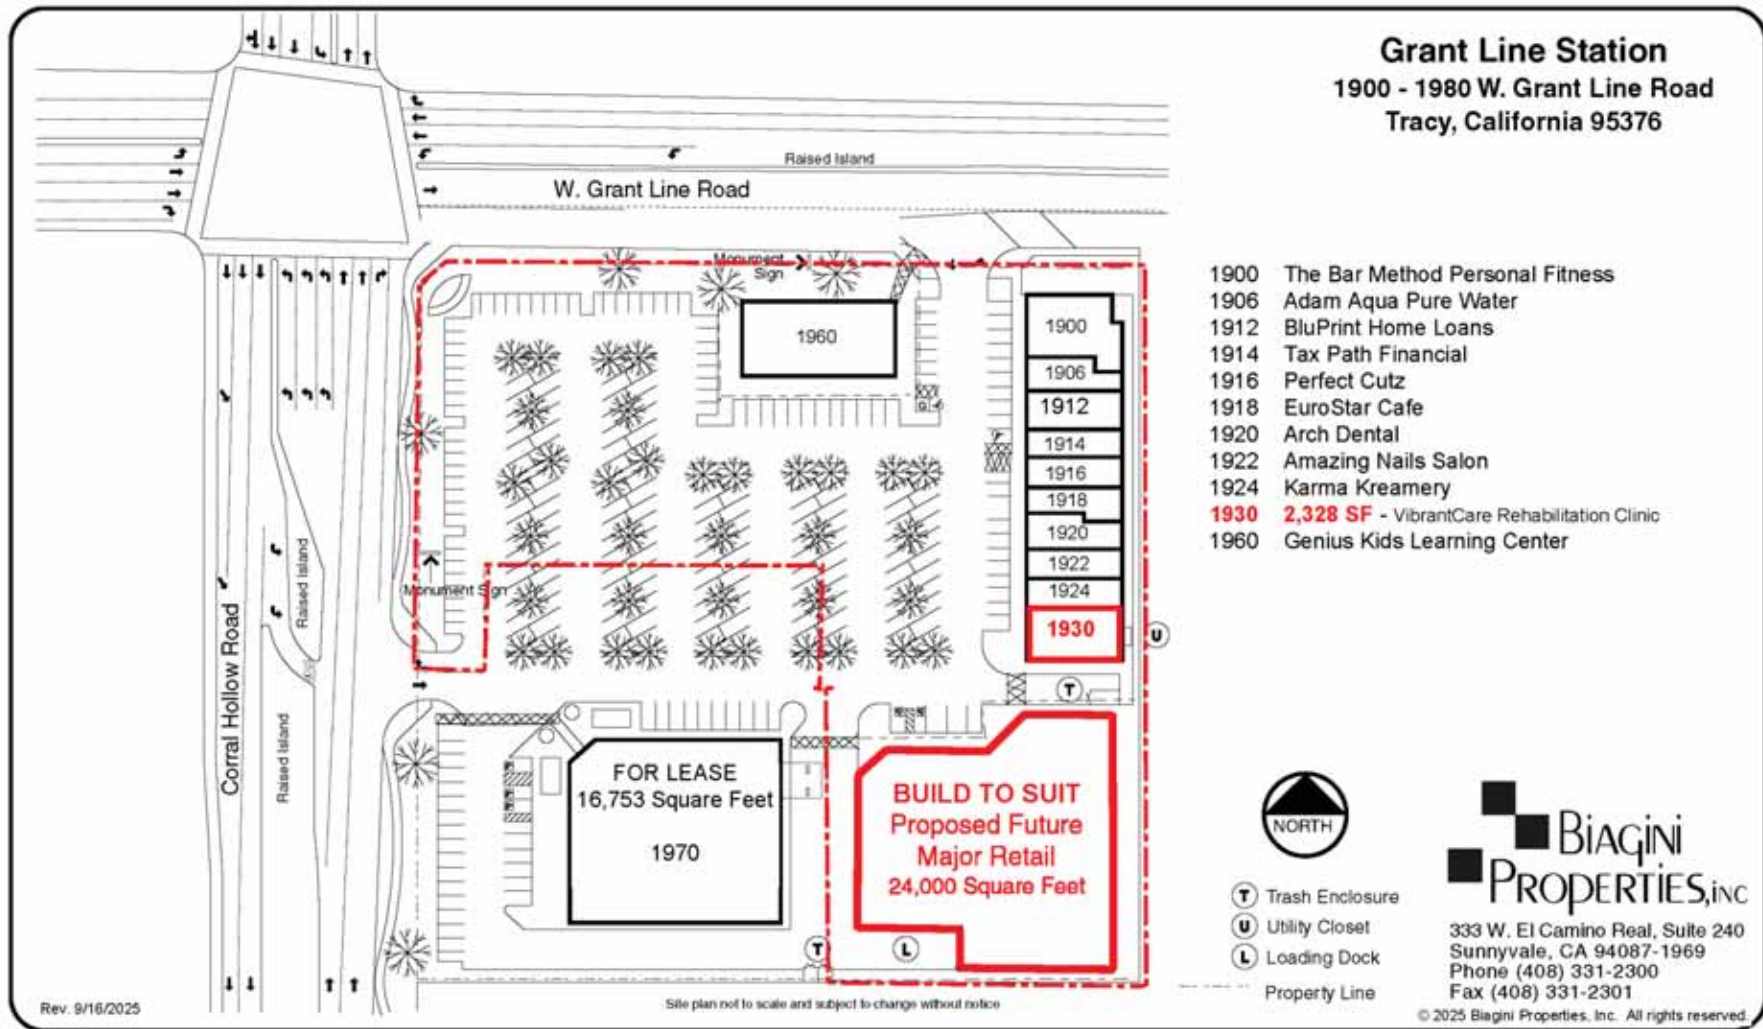 Grant Line Station
1900 - 1980 W. Grant Line Road
Tracy, California 95376
Raised Island
W. Grant Line Road
Monument
Sign
1960
1900
1906
1912
1914
1916
1918
1920
1922
1924
1930
U
T
Monument Sign
Raised Island
Corral Hollow Road
Raised Island
1900 The Bar Method Personal Fitness
1906 Adam Aqua Pure Water
1912 BluPrint Home Loans
1914 Tax Path Financial
1916 Perfect Cutz
1918 EuroStar Cafe
1920 Arch Dental
1922 Amazing Nails Salon
1924 Karma Kreamery
1930 2,328 SF - VibrantCare Rehabilitation Clinic
1960 Genius Kids Learning Center
FOR LEASE
16,753 Square Feet
1970
BUILD TO SUIT
Proposed Future
Major Retail
24,000 Square Feet
T
L
NORTH
T Trash Enclosure
U Utility Closet
L Loading Dock
Property Line
BIAGINI
PROPERTIES, INC
333 W. El Camino Real, Suite 240
Sunnyvale, CA 94087-1969
Phone (408) 331-2300
Fax (408) 331-2301
Rev. 9/16/2025
Site plan not to scale and subject to change without notice
© 2025 Biagini Properties, Inc. All rights reserved.